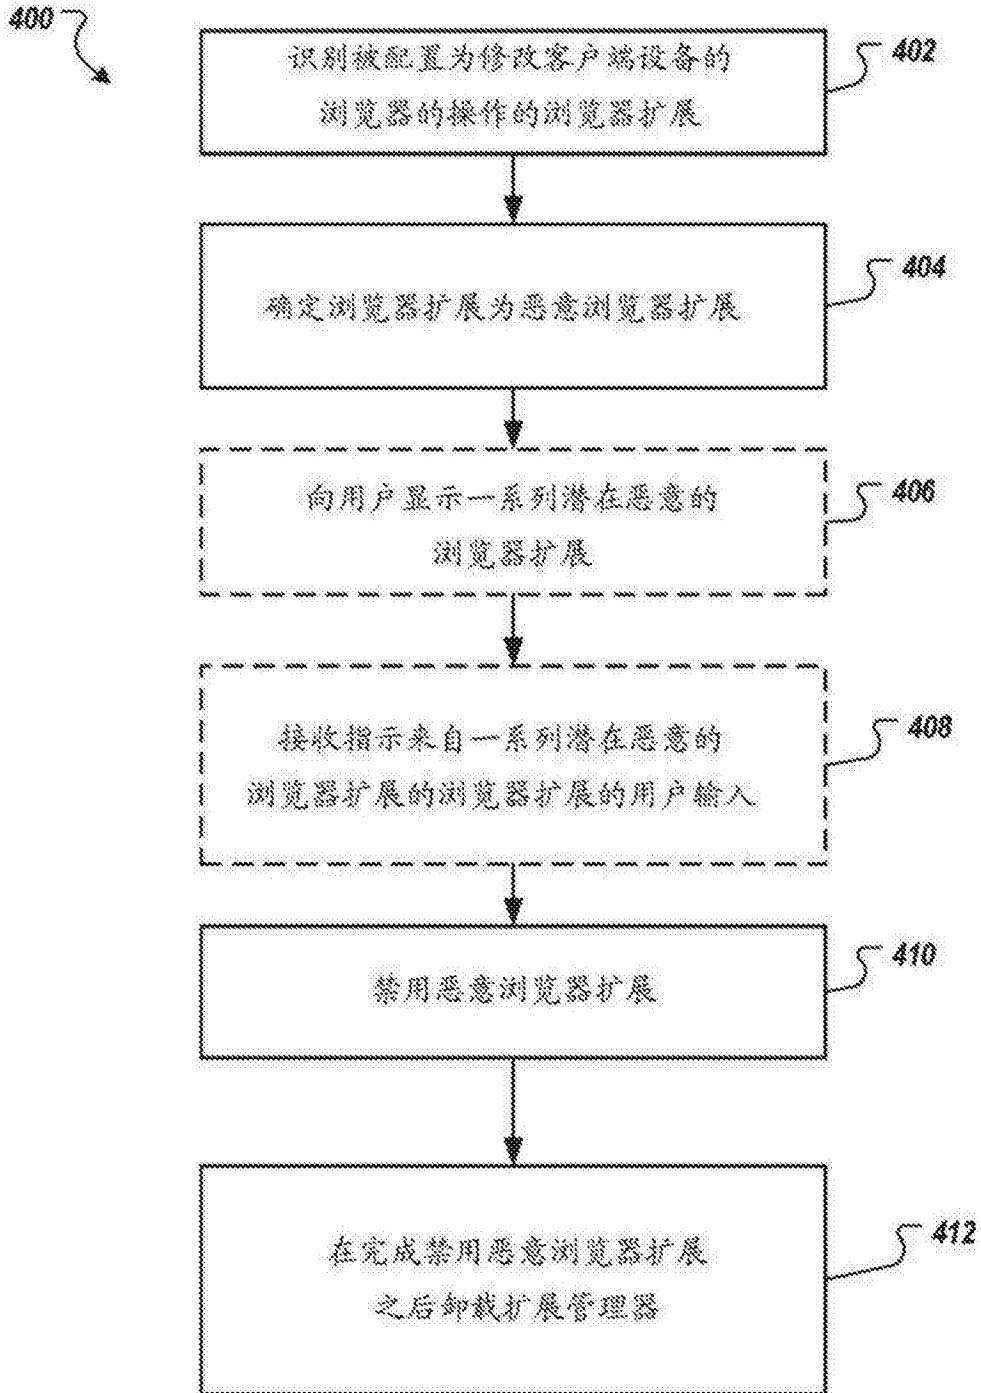 400
识别被配置为修改客户端设备的
浏览器的操作的浏览器扩展
402
确定浏览器扩展为恶意浏览器扩展
404
向用户显示一系列潜在恶意的
浏览器扩展
406
接收指示来自一系列潜在恶意的
浏览器扩展的浏览器扩展的用户输入
408
禁用恶意浏览器扩展
410
在完成禁用恶意浏览器扩展
之后卸载扩展管理器
412